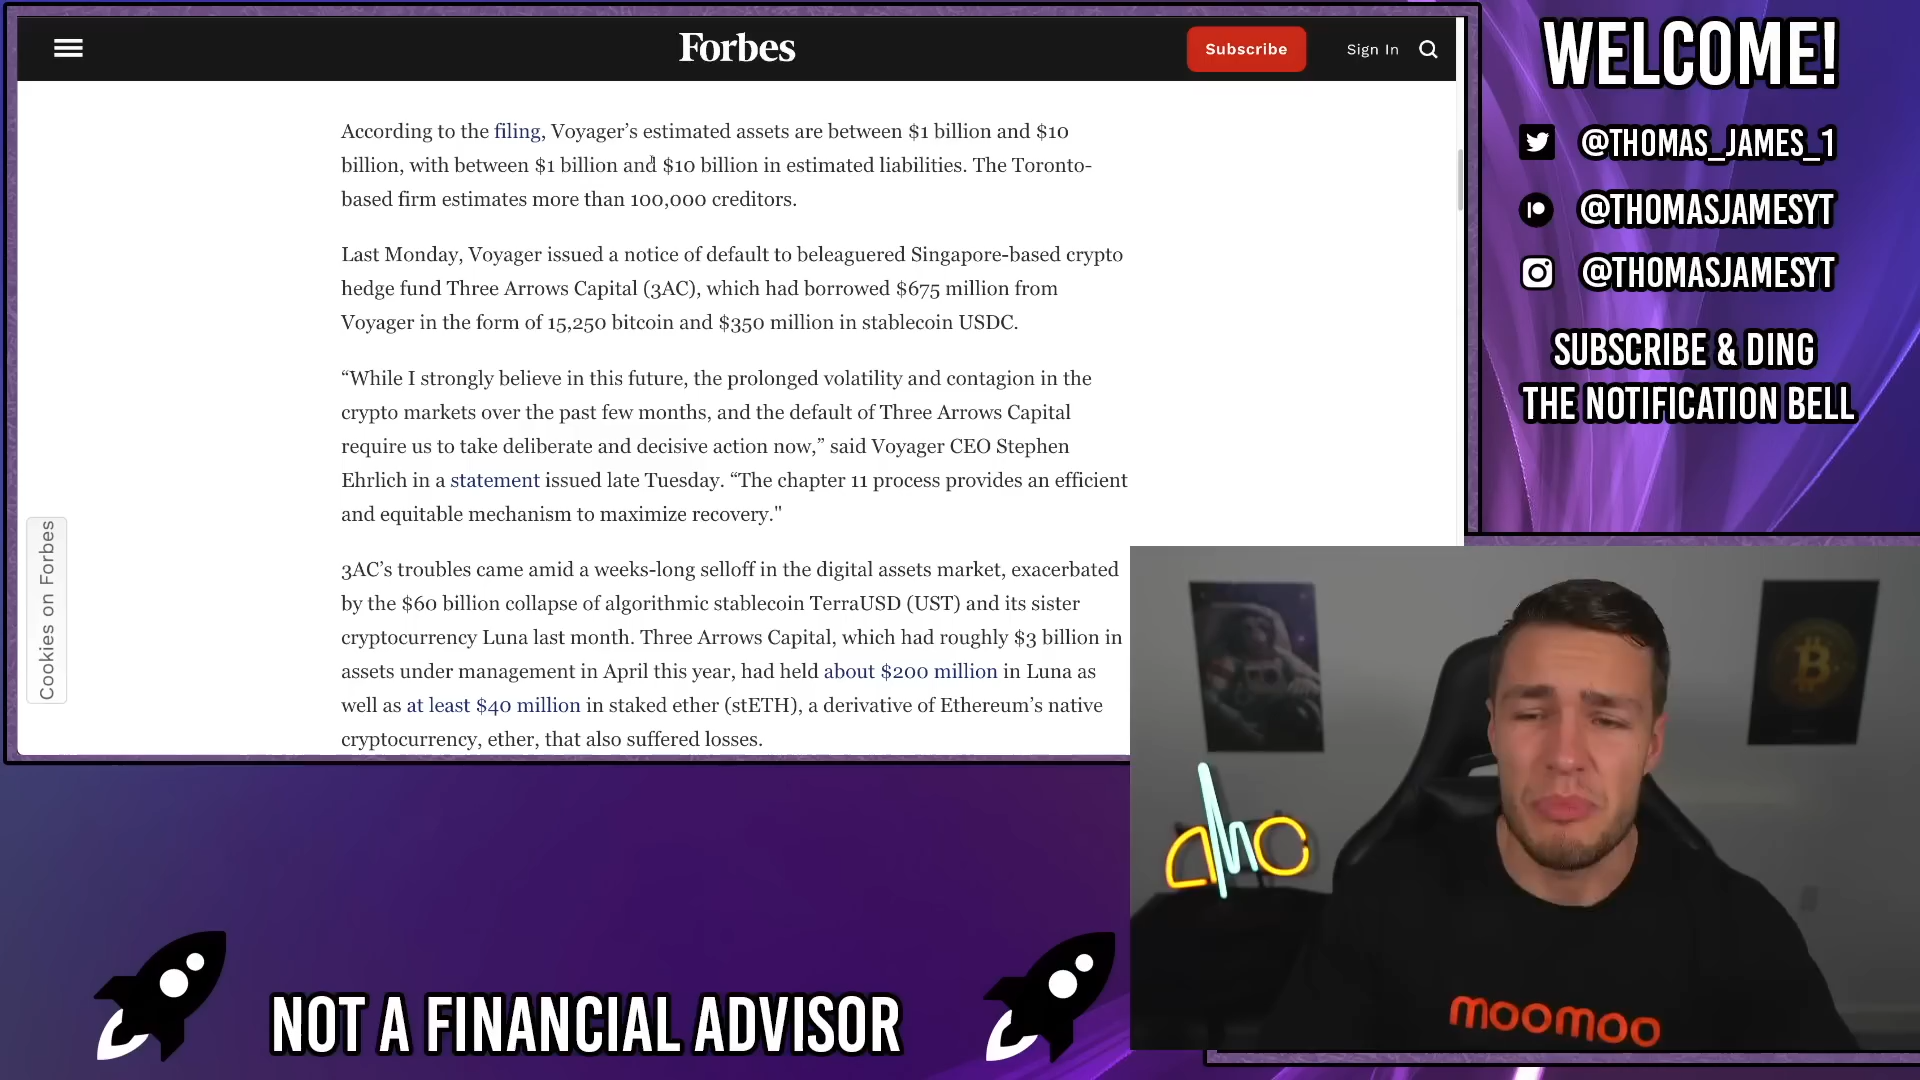 Forbes
Subscribe
Sign In
According to the filing, Voyager’s estimated assets are between $1 billion and $10
billion, with between $1 billion and $10 billion in estimated liabilities. The Toronto-
based firm estimates more than 100,000 creditors.
Last Monday, Voyager issued a notice of default to beleaguered Singapore-based crypto
hedge fund Three Arrows Capital (3AC), which had borrowed $675 million from
Voyager in the form of 15,250 bitcoin and $350 million in stablecoin USDC.
“While I strongly believe in this future, the prolonged volatility and contagion in the
crypto markets over the past few months, and the default of Three Arrows Capital
require us to take deliberate and decisive action now,” said Voyager CEO Stephen
Ehrlich in a statement issued late Tuesday. “The chapter 11 process provides an efficient
and equitable mechanism to maximize recovery."
3AC’s troubles came amid a weeks-long selloff in the digital assets market, exacerbated
by the $60 billion collapse of algorithmic stablecoin TerraUSD (UST) and its sister
cryptocurrency Luna last month. Three Arrows Capital, which had roughly $3 billion in
assets under management in April this year, had held about $200 million in Luna as
well as at least $40 million in staked ether (stETH), a derivative of Ethereum’s native
cryptocurrency, ether, that also suffered losses.
Cookies on Forbes
WELCOME!
@THOMAS_JAMES_1
@THOMASJAMESYT
@THOMASJAMESYT
SUBSCRIBE & DING
THE NOTIFICATION BELL
moomoo
NOT A FINANCIAL ADVISOR